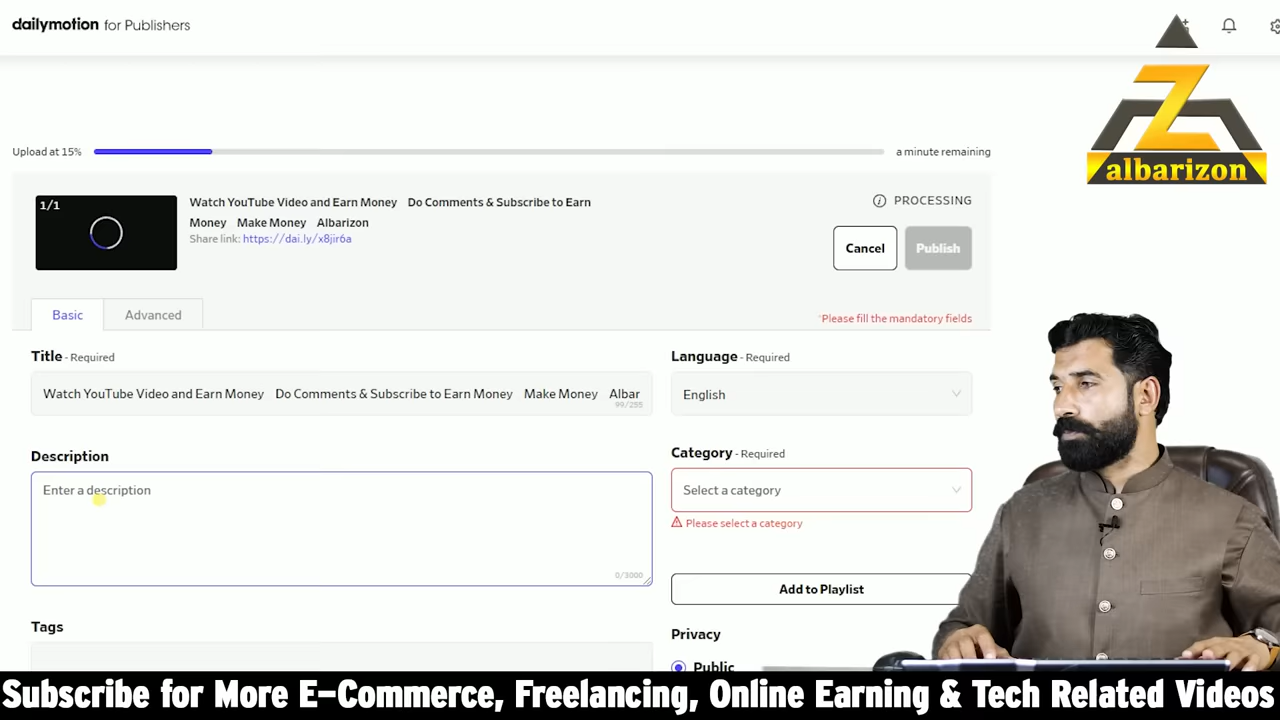 dailymotion for Publishers
albarizon
Upload at 15%
a minute remaining
1/1
Watch YouTube Video and Earn Money Do Comments & Subscribe to Earn
Money Make Money Albarizon
Share link: https://dai.ly/x8jir6a
PROCESSING
Cancel
Publish
Basic
Advanced
*Please fill the mandatory fields
Title - Required
Language - Required
Watch YouTube Video and Earn Money Do Comments & Subscribe to Earn Money Make Money Albar
99/255
English
Description
Category - Required
Enter a description
0/3000
Select a category
Please select a category
Add to Playlist
Tags
Privacy
Public
Subscribe for More E-Commerce, Freelancing, Online Earning & Tech Related Videos